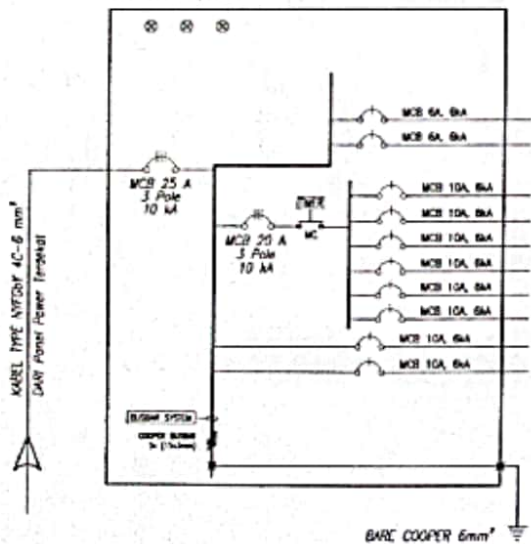 MCB 6A, 6kA
MCB 6A, 6kA
MCB 25 A
3 Pole
10 kA
MCB 10A, 6kA
MCB 10A, 6kA
MCB 10A, 6kA
MCB 10A, 6kA
MCB 10A, 6kA
MCB 10A, 6kA
TIMER
MC
MCB 20 A
3 Pole
10 kA
MCB 10A, 6kA
MCB 10A, 6kA
KABEL TYPE NYFGbY 4C-6 mm²
DARI Panel Power Terdekat
BUSBAR SYSTEM
COOPER BUSBAR
BARE COOPER 6mm²